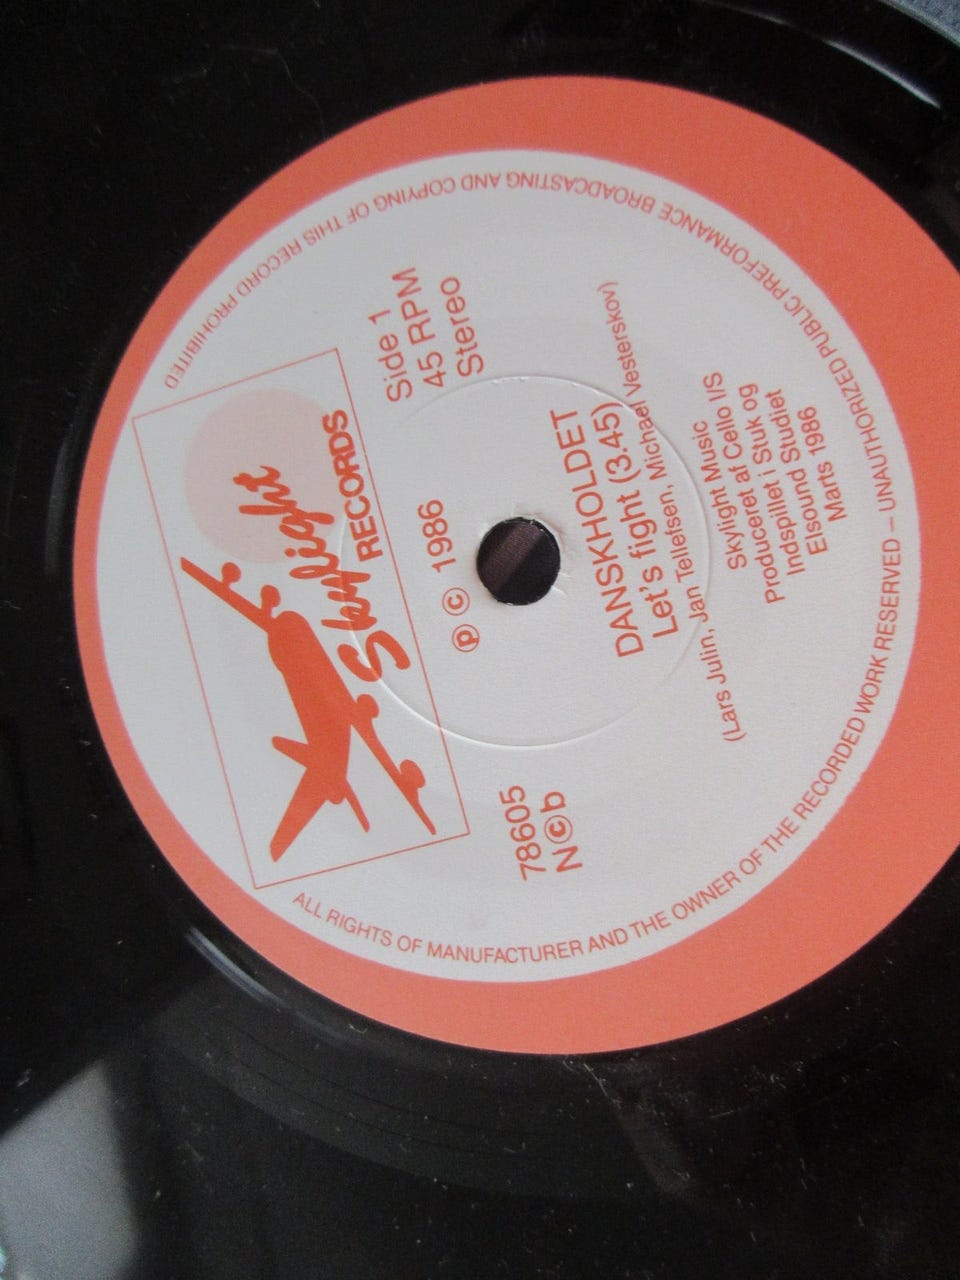 Skylight
RECORDS
℗ © 1986
Side 1
45 RPM
Stereo
78605
N©b
DANSKHOLDET
Let's fight (3.45)
(Lars Julin, Jan Tellefsen, Michael Vesterskov)
Skylight Music
Produceret af Cello I/S
Indspillet i Stuk og
Elsound Studiet
Marts 1986
ALL RIGHTS OF MANUFACTURER AND THE OWNER OF THE RECORDED WORK RESERVED – UNAUTHORIZED PUBLIC PREFORMANCE BROADCASTING AND COPYING OF THIS RECORD PROHIBITED